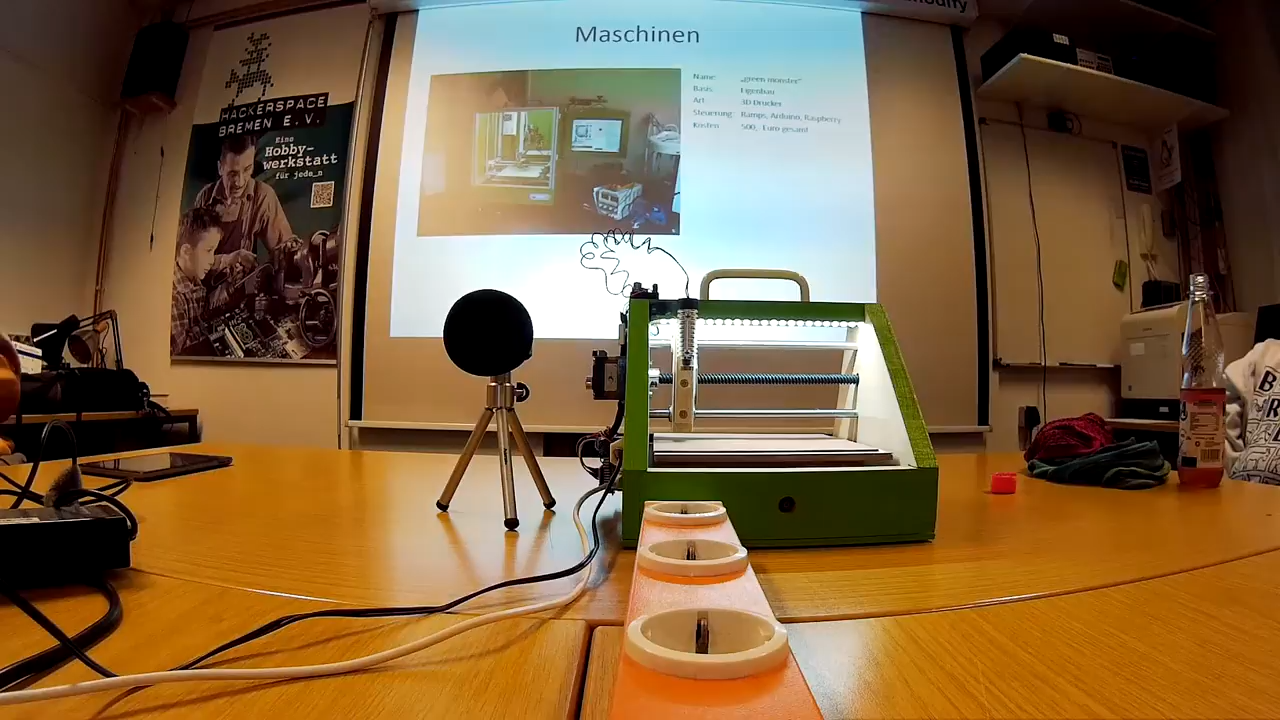 Maschinen
Name: „green monster"
Basis: Eigenbau
Art: 3D Drucker
Steuerung: Ramps, Arduino, Raspberry
Kosten: 500,- Euro gesamt
HACKERSPACE
BREMEN E.V.
Eine
Hobby-
werkstatt
für jede_n